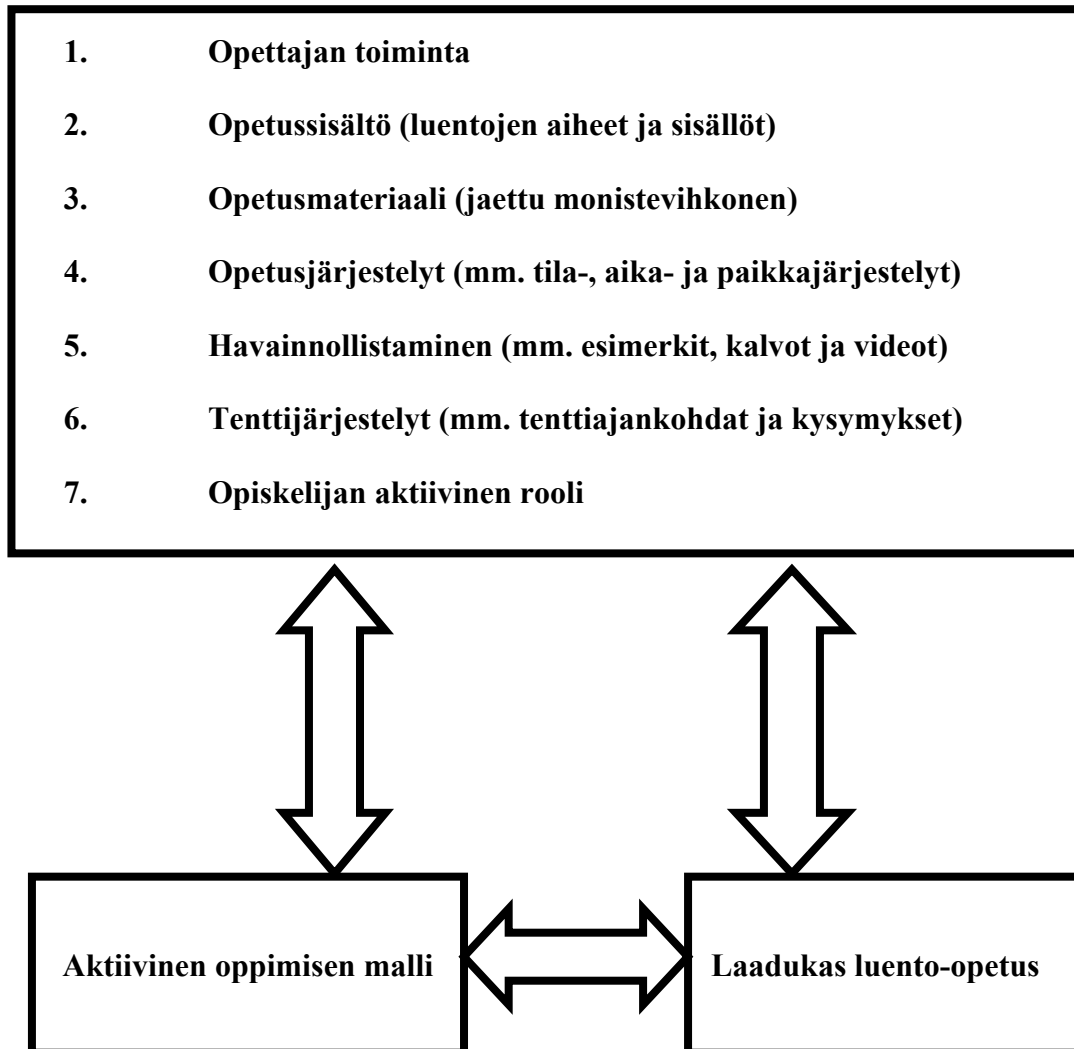 1. Opettajan toiminta
2. Opetussisältö (luentojen aiheet ja sisällöt)
3. Opetusmateriaali (jaettu monistevihkonen)
4. Opetusjärjestelyt (mm. tila-, aika- ja paikkajärjestelyt)
5. Havainnollistaminen (mm. esimerkit, kalvot ja videot)
6. Tenttijärjestelyt (mm. tenttiajankohdat ja kysymykset)
7. Opiskelijan aktiivinen rooli
Aktiivinen oppimisen malli
Laadukas luento-opetus